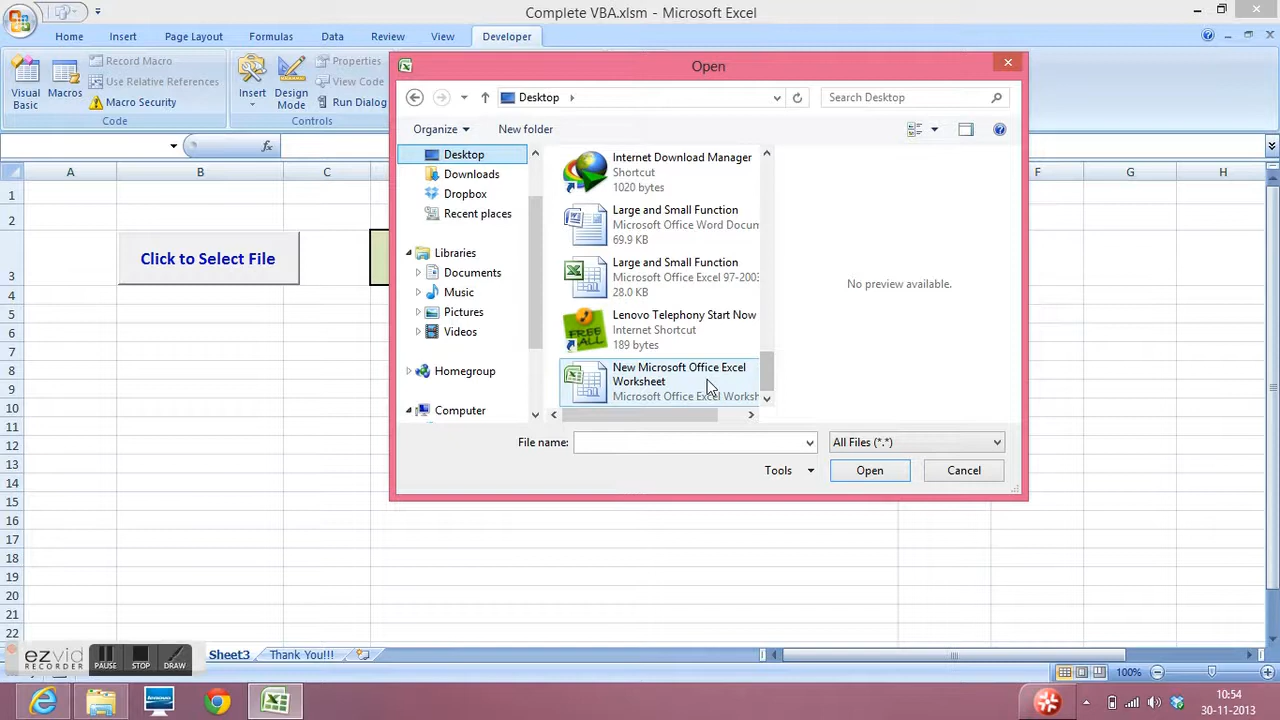 Complete VBA.xlsm - Microsoft Excel
Home Insert Page Layout Formulas Data Review View Developer
Visual Basic
Macros
Record Macro
Use Relative References
Macro Security
Code
Insert
Design Mode
Properties
View Code
Run Dialog
Controls
Open
Desktop
Search Desktop
Organize
New folder
Desktop
Downloads
Dropbox
Recent places
Libraries
Documents
Music
Pictures
Videos
Homegroup
Computer
Internet Download Manager
Shortcut
1020 bytes
Large and Small Function
Microsoft Office Word Docum
69.9 KB
Large and Small Function
Microsoft Office Excel 97-2003
28.0 KB
Lenovo Telephony Start Now
Internet Shortcut
189 bytes
New Microsoft Office Excel
Worksheet
Microsoft Office Excel Worksh
No preview available.
File name:
All Files (*.*)
Tools
Open
Cancel
A B C F G H
1
2
3
4
5
6
7
8
9
10
11
12
13
14
15
16
17
18
19
20
21
22
Click to Select File
FREE
ALL
ezvid
RECORDER
PAUSE
STOP
DRAW
Sheet3
Thank You!!!
100%
lenovo
10:54
30-11-2013